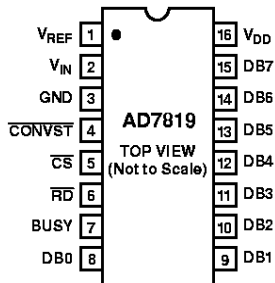 VREF 1 16 VDD
VIN 2 15 DB7
GND 3 14 DB6
CONVST 4 13 DB5
AD7819
CS 5 12 DB4
TOP VIEW
(Not to Scale)
RD 6 11 DB3
BUSY 7 10 DB2
DB0 8 9 DB1